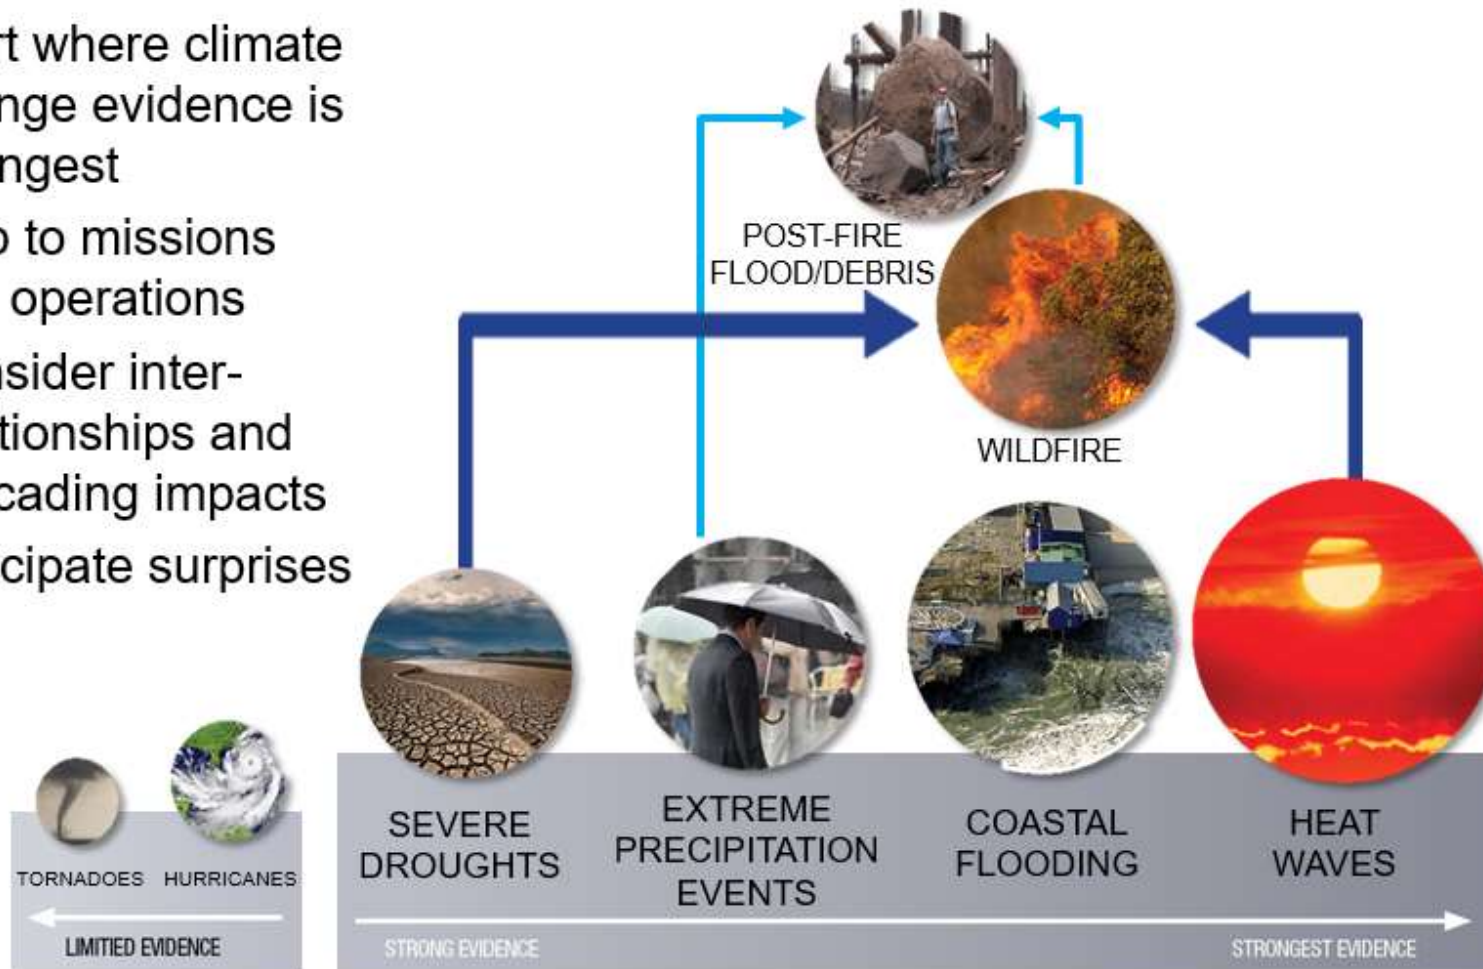 rt where climate
nge evidence is
ngest
o to missions
operations
nsider inter-
tionships and
cading impacts
cipate surprises
POST-FIRE
FLOOD/DEBRIS
WILDFIRE
TORNADOES
HURRICANES
LIMITIED EVIDENCE
SEVERE
DROUGHTS
EXTREME
PRECIPITATION
EVENTS
COASTAL
FLOODING
HEAT
WAVES
STRONG EVIDENCE
STRONGEST EVIDENCE